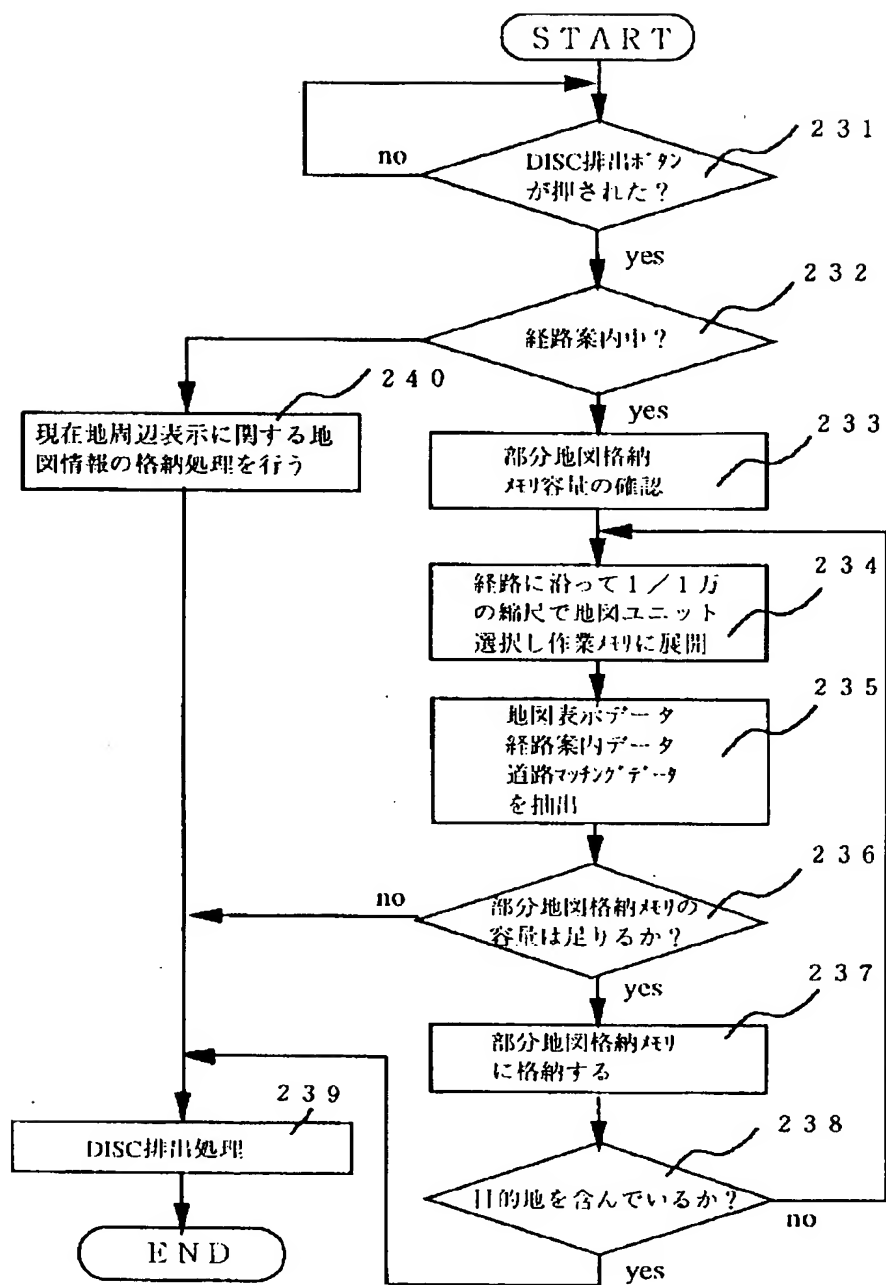 START
231
no
DISC排出ボタン
が押された？
yes
232
経路案内中？
240
yes
現在地周辺表示に関する地
図情報の格納処理を行う
233
部分地図格納
メモリ容量の確認
234
経路に沿って１／１万
の縮尺で地図ユニット
選択し作業メモリに展開
235
地図表示データ
経路案内データ
道路マッチングデータ
を抽出
236
no
部分地図格納メモリの
容量は足りるか？
yes
237
部分地図格納メモリ
に格納する
239
DISC排出処理
238
目的地を含んでいるか？
no
END
yes